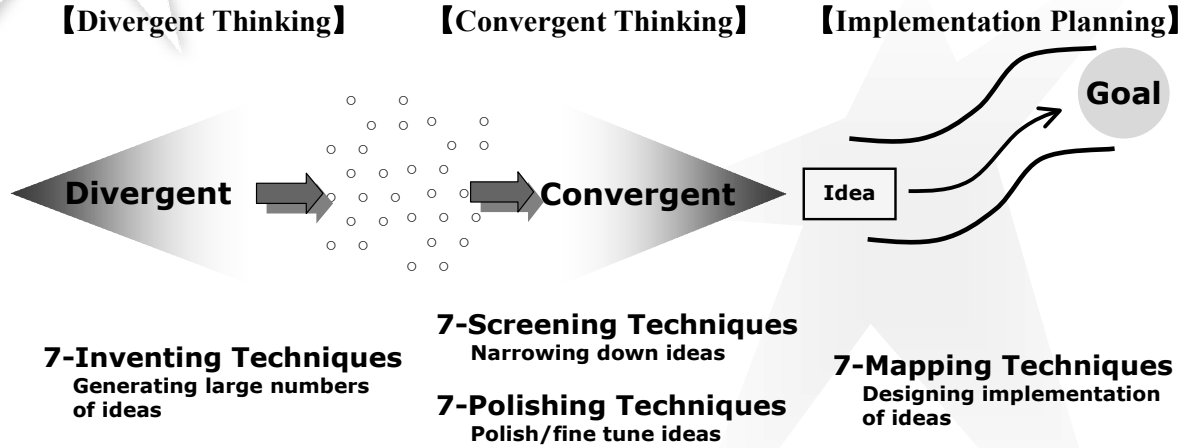 【Divergent Thinking】
【Convergent Thinking】
【Implementation Planning】
Divergent
Convergent
Idea
Goal
7-Inventing Techniques
Generating large numbers
of ideas
7-Screening Techniques
Narrowing down ideas
7-Polishing Techniques
Polish/fine tune ideas
7-Mapping Techniques
Designing implementation
of ideas